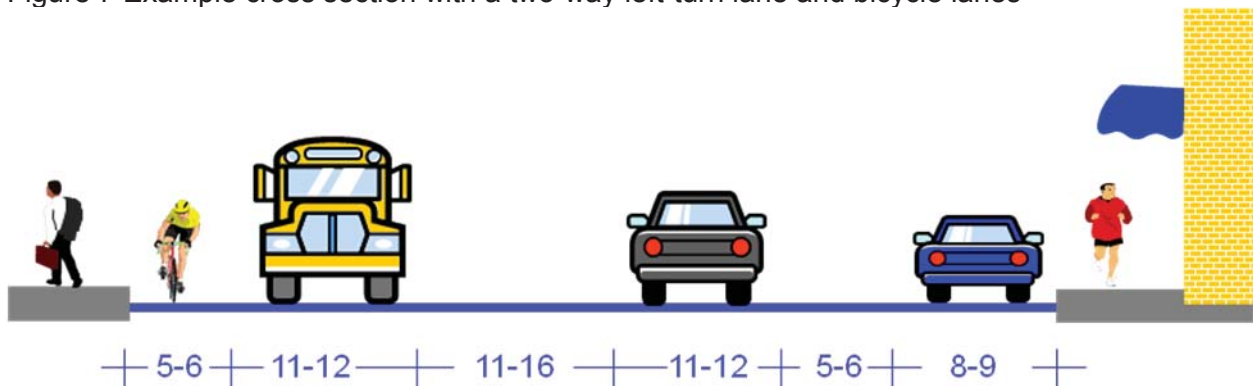 Figure . Example cross section with a two-way left-turn lane and bicycle lanes
5-6 11-12 11-16 11-12 5-6 8-9